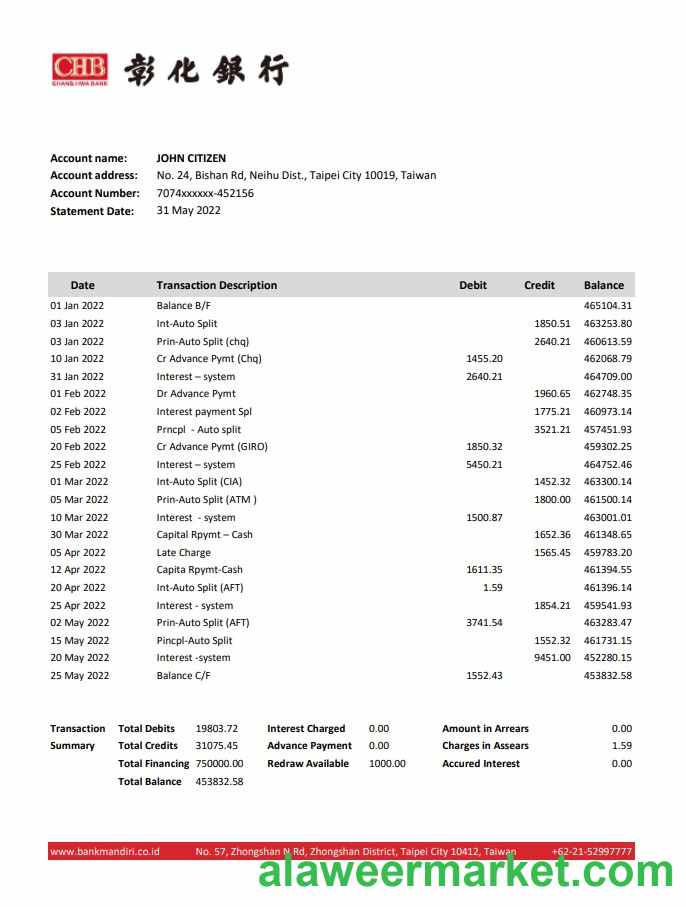 CHB 彰化銀行
CHANG HWA BANK
Account name: JOHN CITIZEN
Account address: No. 24, Bishan Rd, Neihu Dist., Taipei City 10019, Taiwan
Account Number: 7074xxxxxx-452156
Statement Date: 31 May 2022
Date Transaction Description Debit Credit Balance
01 Jan 2022 Balance B/F 465104.31
03 Jan 2022 Int-Auto Split 1850.51 463253.80
03 Jan 2022 Prin-Auto Split (chq) 2640.21 460613.59
10 Jan 2022 Cr Advance Pymt (Chq) 1455.20 462068.79
31 Jan 2022 Interest – system 2640.21 464709.00
01 Feb 2022 Dr Advance Pymt 1960.65 462748.35
02 Feb 2022 Interest payment Spl 1775.21 460973.14
05 Feb 2022 Prncpl - Auto split 3521.21 457451.93
20 Feb 2022 Cr Advance Pymt (GIRO) 1850.32 459302.25
25 Feb 2022 Interest – system 5450.21 464752.46
01 Mar 2022 Int-Auto Split (CIA) 1452.32 463300.14
05 Mar 2022 Prin-Auto Split (ATM ) 1800.00 461500.14
10 Mar 2022 Interest - system 1500.87 463001.01
30 Mar 2022 Capital Rpymt – Cash 1652.36 461348.65
05 Apr 2022 Late Charge 1565.45 459783.20
12 Apr 2022 Capita Rpymt-Cash 1611.35 461394.55
20 Apr 2022 Int-Auto Split (AFT) 1.59 461396.14
25 Apr 2022 Interest - system 1854.21 459541.93
02 May 2022 Prin-Auto Split (AFT) 3741.54 463283.47
15 May 2022 Pincpl-Auto Split 1552.32 461731.15
20 May 2022 Interest -system 9451.00 452280.15
25 May 2022 Balance C/F 1552.43 453832.58
Transaction Total Debits 19803.72 Interest Charged 0.00 Amount in Arrears 0.00
Summary Total Credits 31075.45 Advance Payment 0.00 Charges in Assears 1.59
Total Financing 750000.00 Redraw Available 1000.00 Accured Interest 0.00
Total Balance 453832.58
www.bankmandiri.co.id No. 57, Zhongshan N Rd, Zhongshan District, Taipei City 10412, Taiwan +62-21-52997777
alaweermarket.com